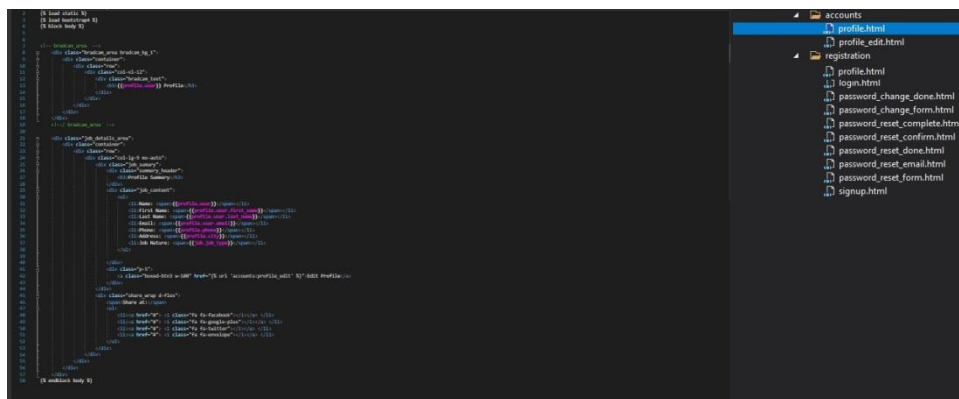 {% load static %}
{% load bootstrap4 %}
{% block body %}
<!-- bradcam_area -->
<div class="bradcam_area bradcam_bg_1">
<div class="container">
<div class="row">
<div class="col-xl-12">
<div class="bradcam_text">
<h3>{{profile.user}} Profile</h3>
</div>
</div>
</div>
</div>
</div>
<!--/ bradcam_area -->
<div class="job_details_area">
<div class="container">
<div class="row">
<div class="col-lg-9 mx-auto">
<div class="job_sumary">
<div class="summery_header">
<h3>Profile Summary</h3>
</div>
<div class="job_content">
<ul>
<li>Name: <span>{{profile.user}}</span></li>
<li>First Name: <span>{{profile.user.first_name}}</span></li>
<li>Last Name: <span>{{profile.user.last_name}}</span></li>
<li>Email: <span>{{profile.user.email}}</span></li>
<li>Phone: <span>{{profile.phone}}</span></li>
<li>Address: <span>{{profile.city}}</span></li>
<li>Job Nature: <span>{{job.job_type}}</span></li>
</ul>
</div>
<div class="p-5">
<a class="boxed-btn3 w-100" href="{% url 'accounts:profile_edit' %}">Edit Profile</a>
</div>
<div class="share_wrap d-flex">
<span>Share at:</span>
<ul>
<li><a href="#"> <i class="fa fa-facebook"></i></a> </li>
<li><a href="#"> <i class="fa fa-google-plus"></i></a> </li>
<li><a href="#"> <i class="fa fa-twitter"></i></a> </li>
<li><a href="#"> <i class="fa fa-envelope"></i></a> </li>
</ul>
</div>
</div>
</div>
</div>
</div>
</div>
{% endblock body %}
accounts
profile.html
profile_edit.html
registration
profile.html
login.html
password_change_done.html
password_change_form.html
password_reset_complete.htm
password_reset_confirm.html
password_reset_done.html
password_reset_email.html
password_reset_form.html
signup.html